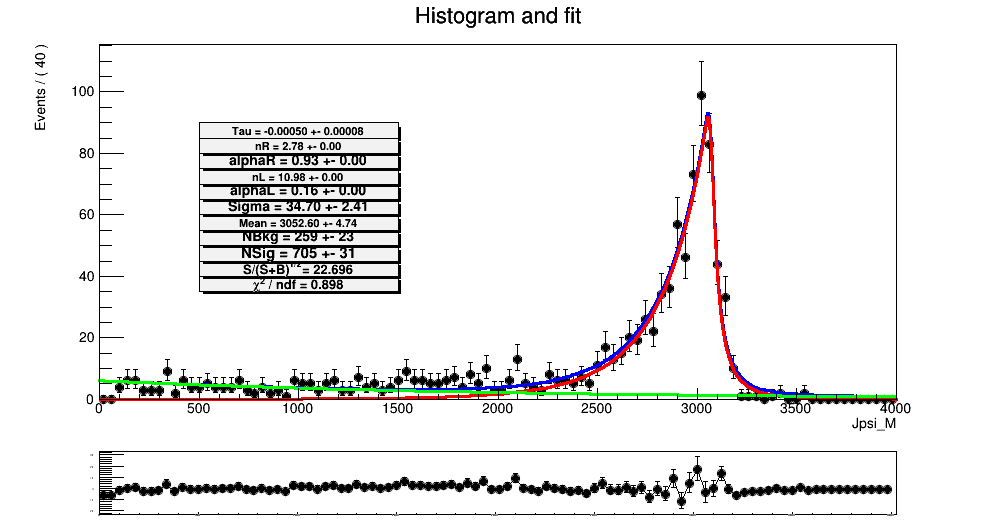 Histogram and fit
Events / ( 40 )
100
80
60
40
20
0
Tau = -0.00050 +- 0.00008
nR = 2.78 +- 0.00
alphaR = 0.93 +- 0.00
nL = 10.98 +- 0.00
alphaL = 0.16 +- 0.00
Sigma = 34.70 +- 2.41
Mean = 3052.60 +- 4.74
NBkg = 259 +- 23
NSig = 705 +- 31
S/(S+B)^1/2 = 22.696
χ² / ndf = 0.898
0 500 1000 1500 2000 2500 3000 3500 4000
Jpsi_M